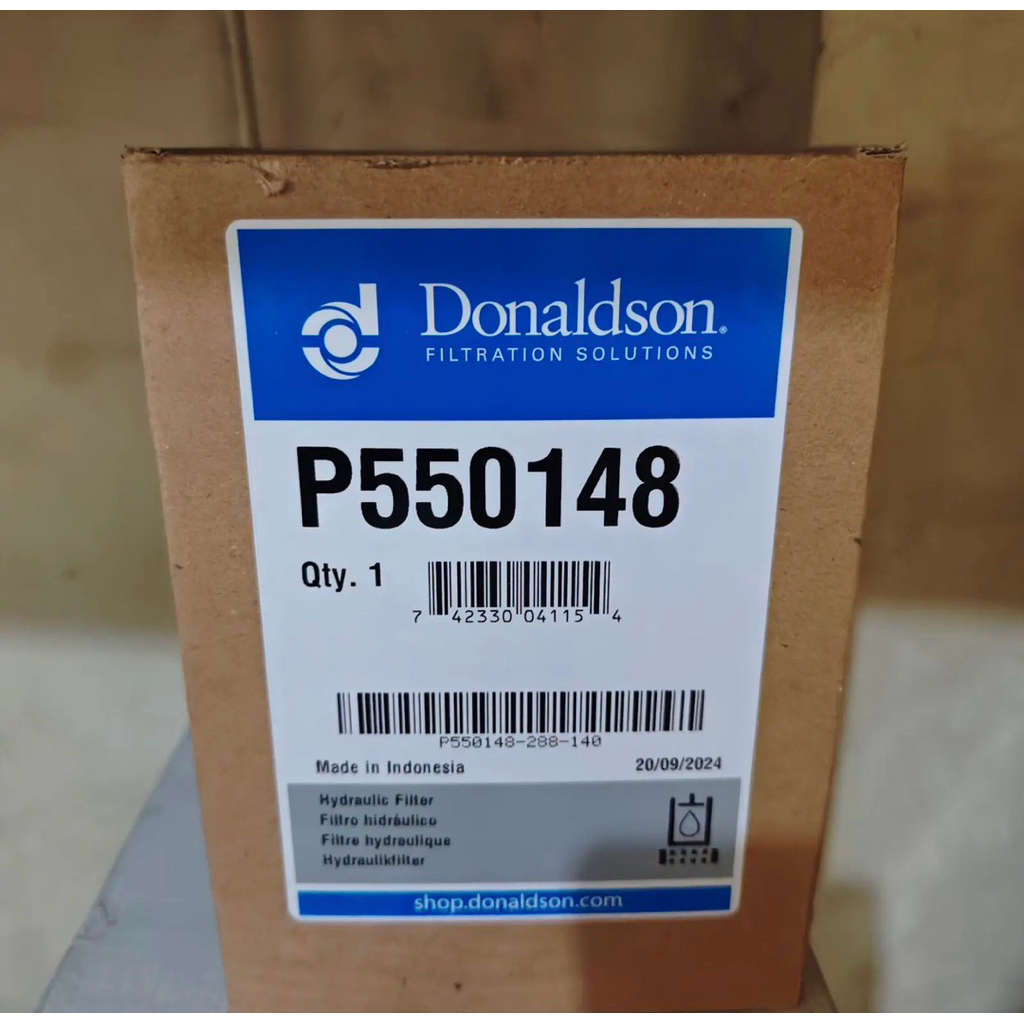 Donaldson®
FILTRATION SOLUTIONS
P550148
Qty. 1
7 42330 04115 4
P550148-288-140
Made in Indonesia 20/09/2024
Hydraulic Filter
Filtro hidráulico
Filtre hydraulique
Hydraulikfilter
shop.donaldson.com